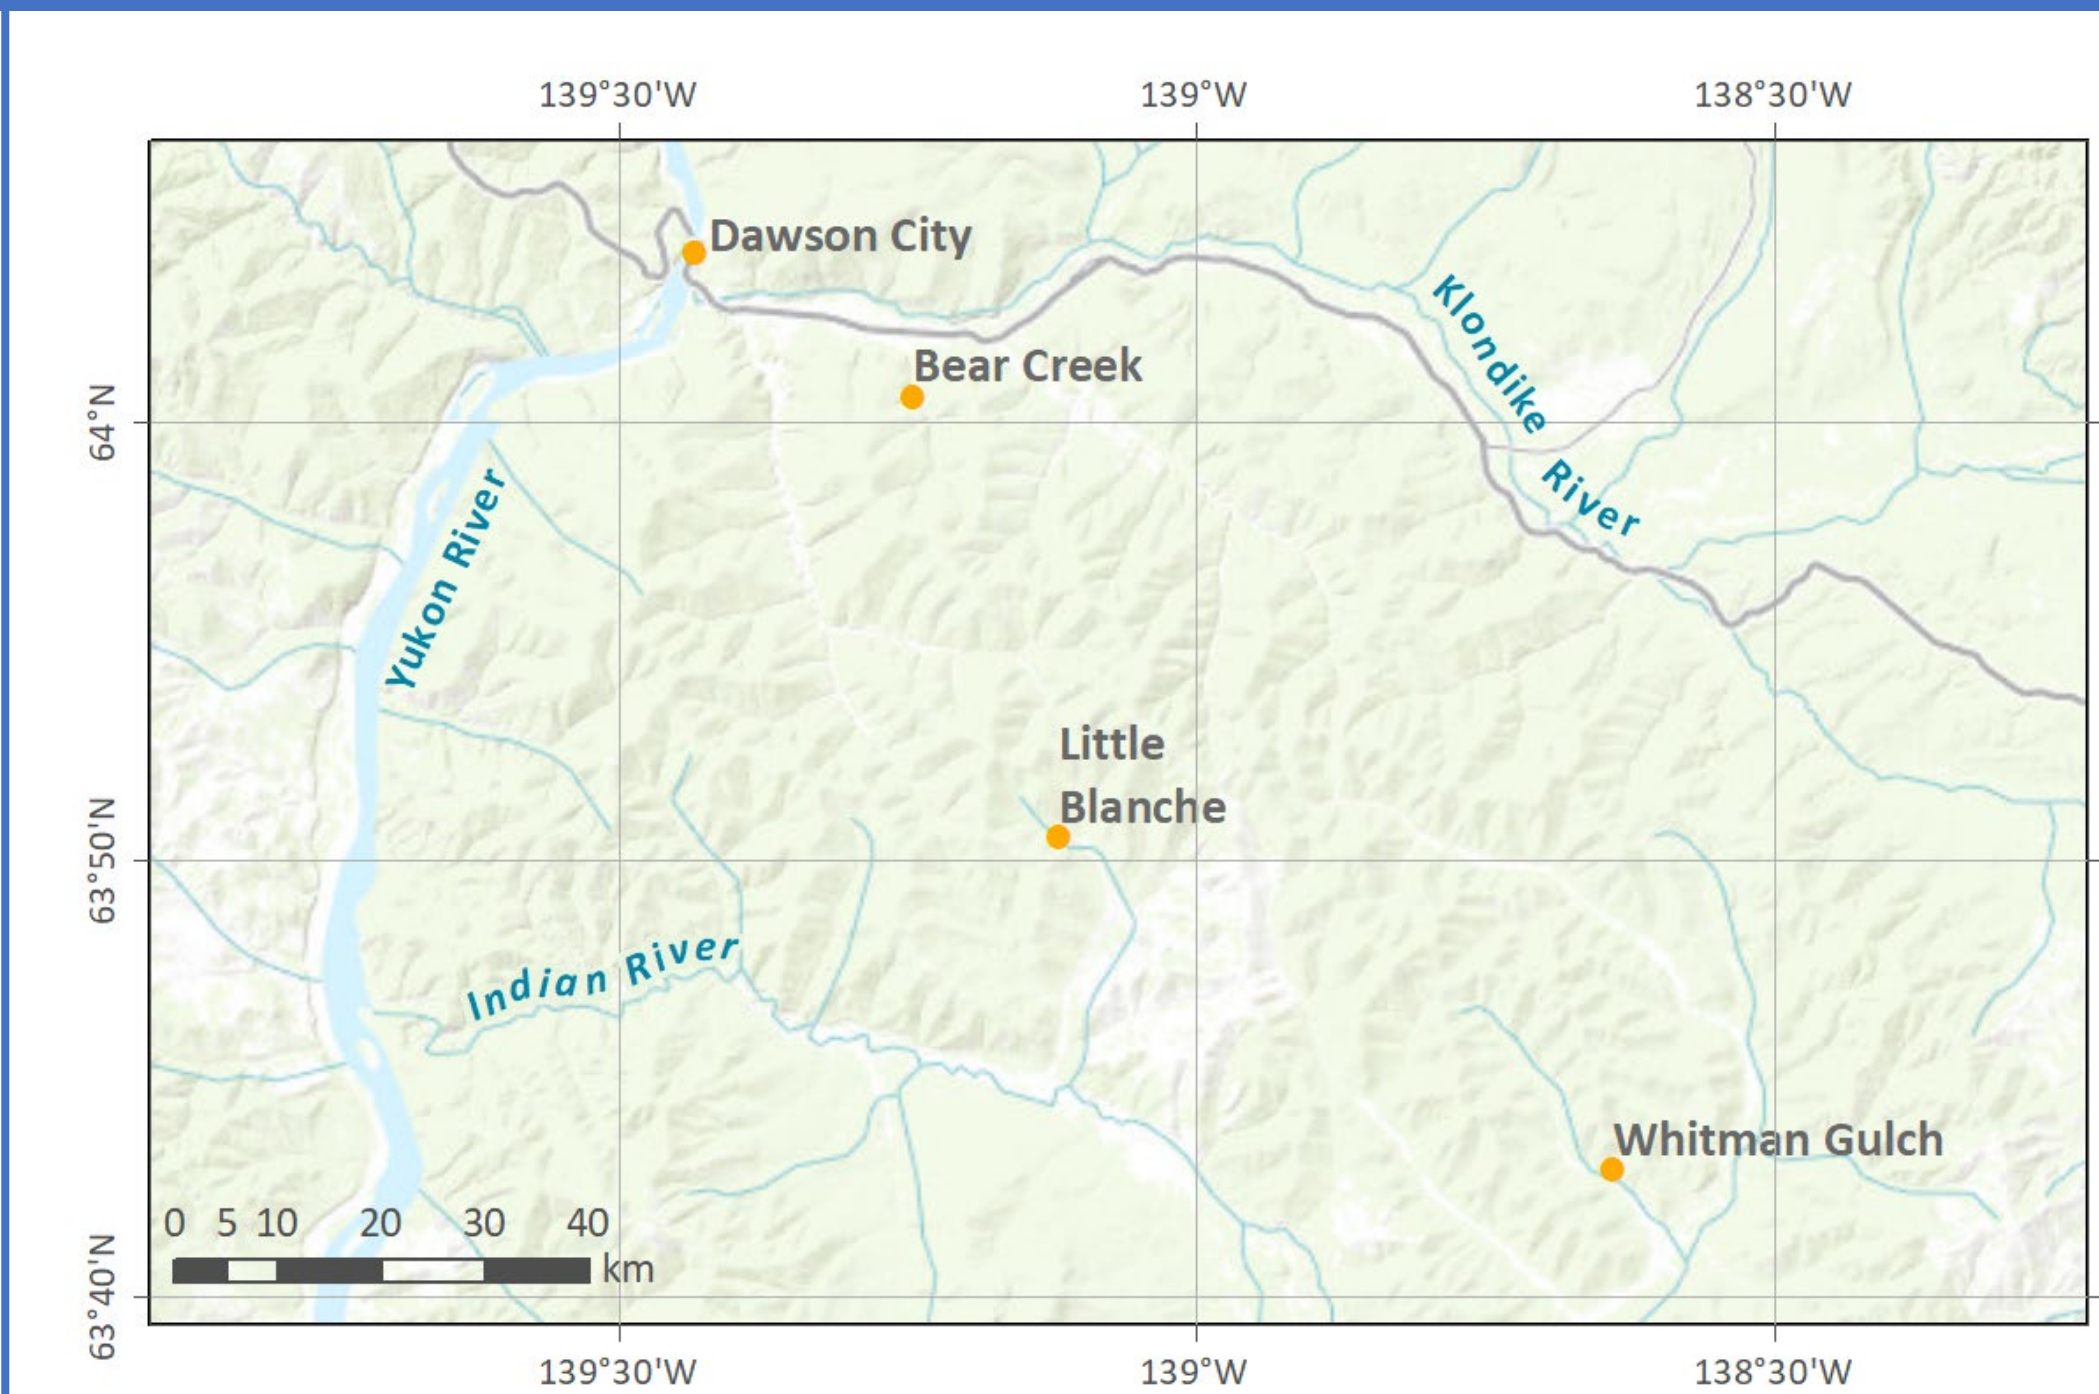 139°30'W
139°W
138°30'W
Dawson City
Klondike
River
Bear Creek
64°N
Yukon River
Little
Blanche
63°50'N
Indian River
Whitman Gulch
0 5 10 20 30 40
km
63°40'N
139°30'W
139°W
138°30'W